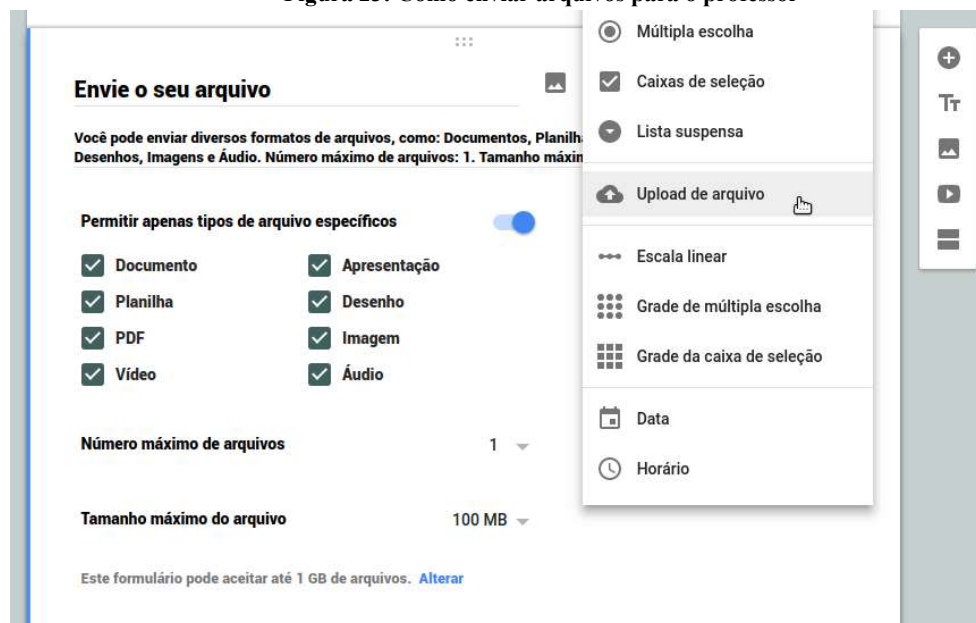 Múltipla escolha
Envie o seu arquivo
Caixas de seleção
Tт
Você pode enviar diversos formatos de arquivos, como: Documentos,
Lista suspensa
Desenhos, Imagens e Áudio. Número máximo de arquivos: 1. Tamanho
Upload de arquivo
Permitir apenas tipos de arquivo específicos
Documento
Apresentação
Escala linear
Planilha
Desenho
Grade de múltipla escolha
PDF
Imagem
Grade da caixa de seleção
Vídeo
Áudio
Data
Número máximo de arquivos 1
Horário
Tamanho máximo do arquivo 100 MB
Este formulário pode aceitar até 1 GB de arquivos. Alterar